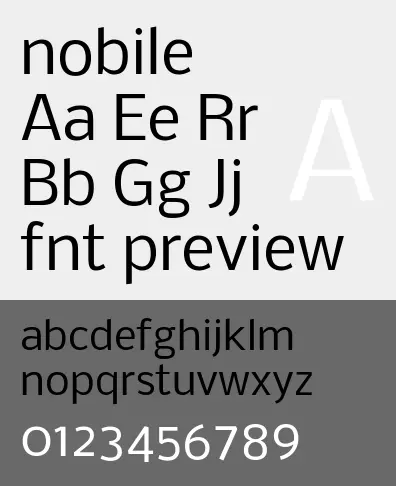 nobile
Aa Ee Rr
A
Bb Gg Jj
fnt preview
abcdefghijklm
nopqrstuvwxyz
0123456789